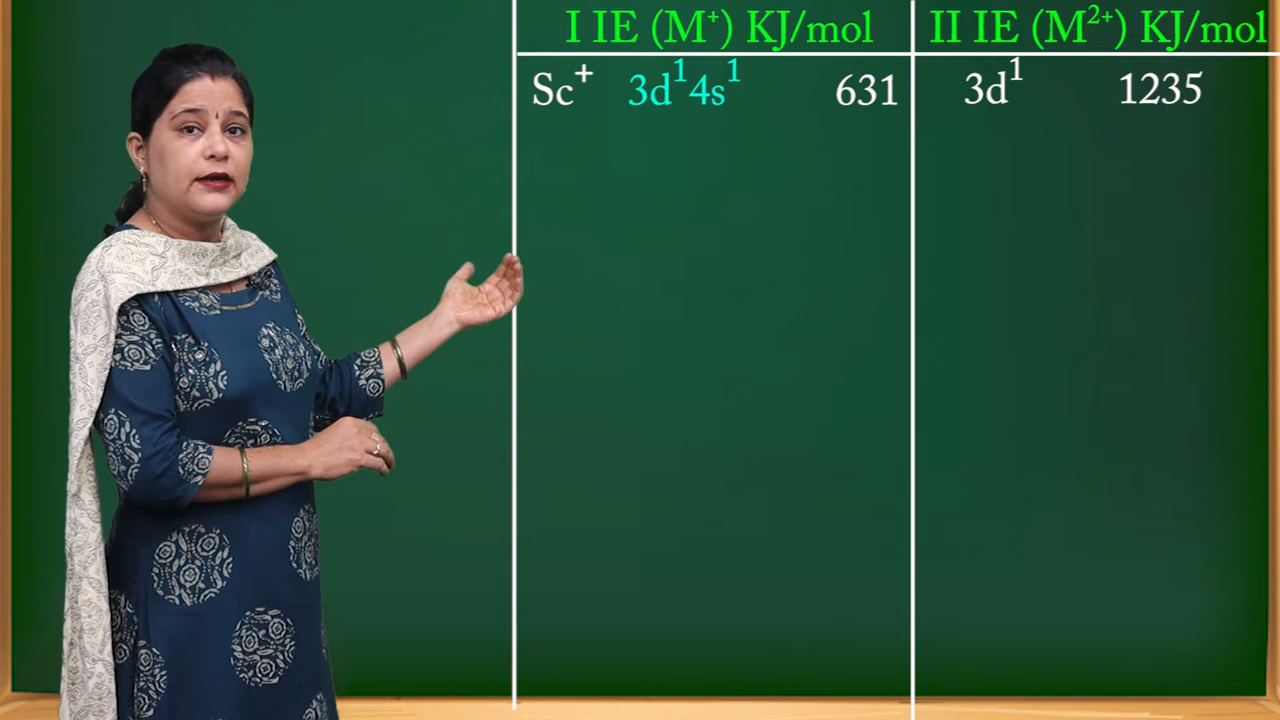 I IE (M⁺) KJ/mol II IE (M²⁺) KJ/mol
Sc⁺ 3d¹4s¹ 631 3d¹ 1235